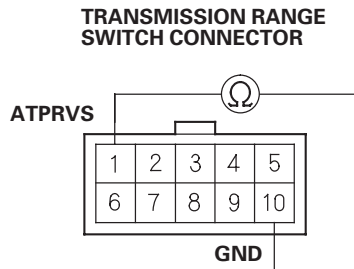 TRANSMISSION RANGE
SWITCH CONNECTOR
Ω
ATPRVS
1 2 3 4 5
6 7 8 9 10
GND